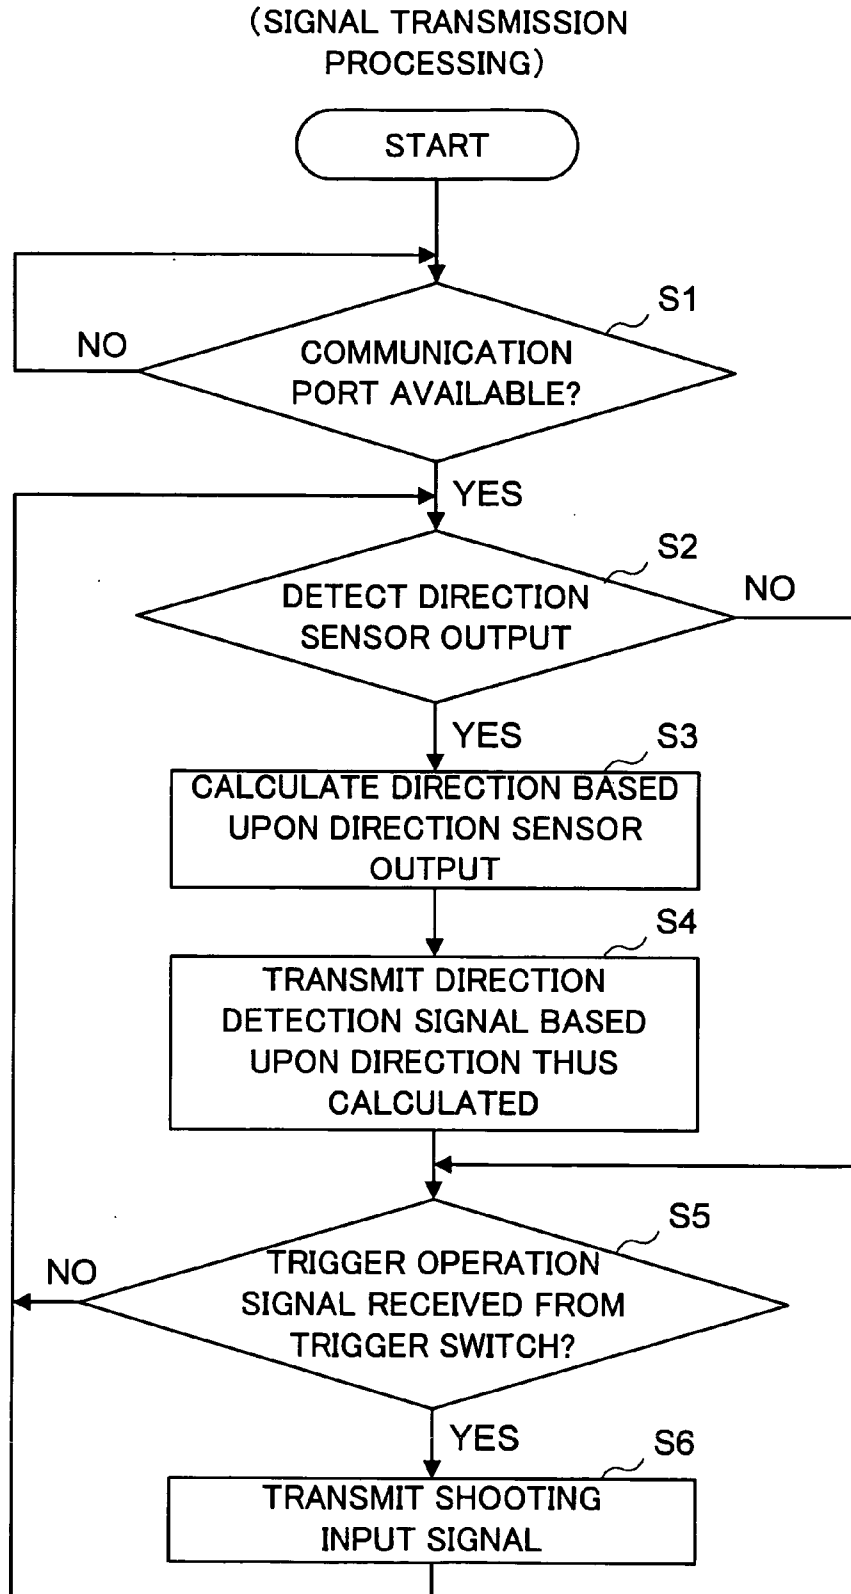 (SIGNAL TRANSMISSION
PROCESSING)
START
S1
NO
COMMUNICATION
PORT AVAILABLE?
YES
S2
NO
DETECT DIRECTION
SENSOR OUTPUT
YES
S3
CALCULATE DIRECTION BASED
UPON DIRECTION SENSOR
OUTPUT
S4
TRANSMIT DIRECTION
DETECTION SIGNAL BASED
UPON DIRECTION THUS
CALCULATED
S5
NO
TRIGGER OPERATION
SIGNAL RECEIVED FROM
TRIGGER SWITCH?
YES
S6
TRANSMIT SHOOTING
INPUT SIGNAL